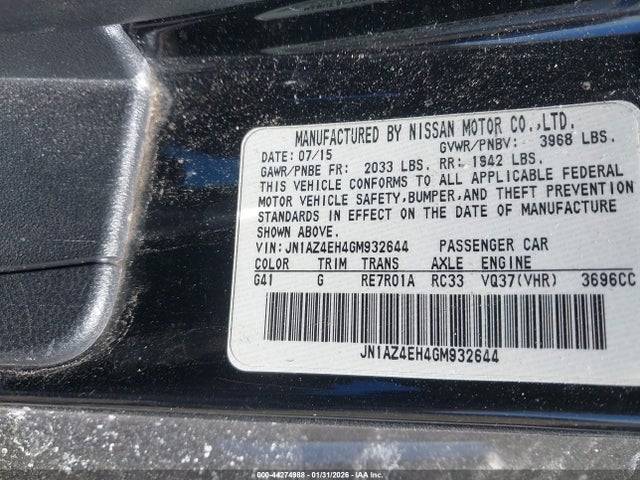 MANUFACTURED BY NISSAN MOTOR CO.,LTD.
DATE: 07/15 GVWR/PNBV: 3968 LBS.
GAWR/PNBE FR: 2033 LBS. RR: 1942 LBS.
THIS VEHICLE CONFORMS TO ALL APPLICABLE FEDERAL
MOTOR VEHICLE SAFETY, BUMPER, AND THEFT PREVENTION
STANDARDS IN EFFECT ON THE DATE OF MANUFACTURE
SHOWN ABOVE.
VIN: JN1AZ4EH4GM932644 PASSENGER CAR
COLOR TRIM TRANS AXLE ENGINE
G41 G RE7R01A RC33 VQ37(VHR) 3696CC
JN1AZ4EH4GM932644
000-44274988 - 01/31/2026 - IAA Inc.